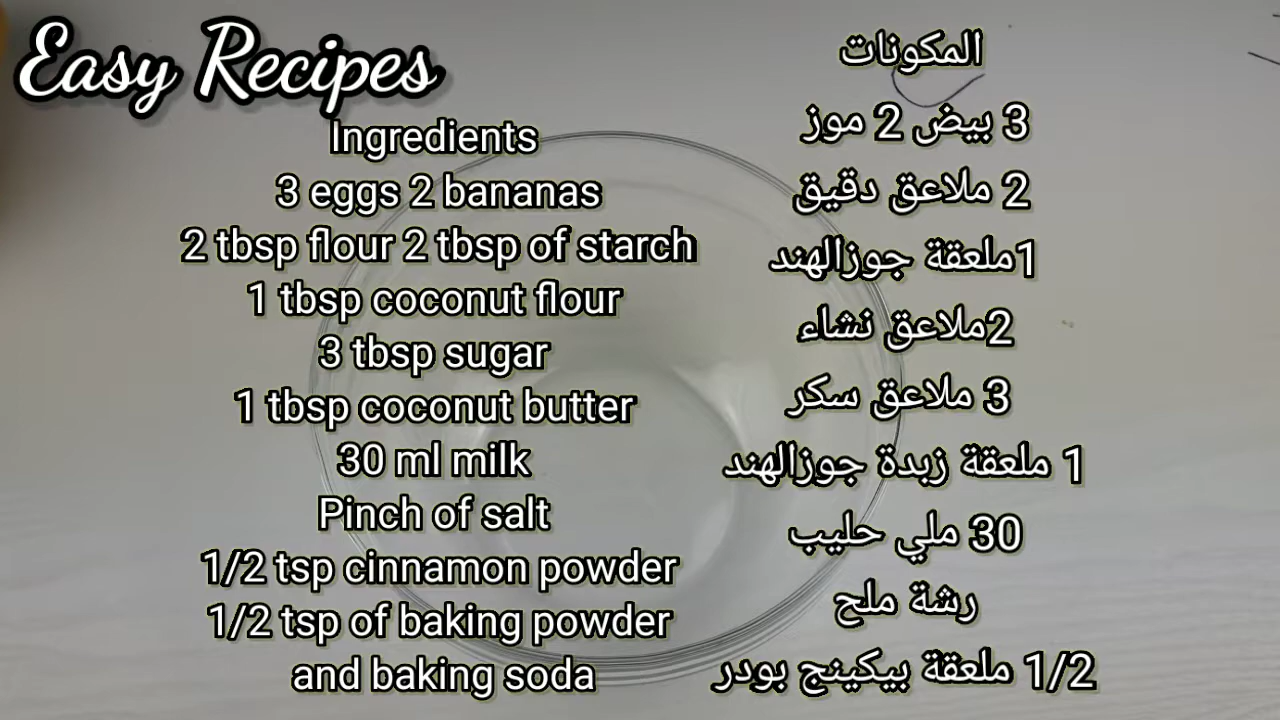 Easy Recipes
Ingredients
3 eggs 2 bananas
2 tbsp flour 2 tbsp of starch
1 tbsp coconut flour
3 tbsp sugar
1 tbsp coconut butter
30 ml milk
Pinch of salt
1/2 tsp cinnamon powder
1/2 tsp of baking powder
and baking soda
المكونات
3 بيض 2 موز
2 ملاعق دقيق
1ملعقة جوزالهند
2ملاعق نشاء
3 ملاعق سكر
1 ملعقة زبدة جوزالهند
30 ملي حليب
رشة ملح
1/2 ملعقة بيكينج بودر